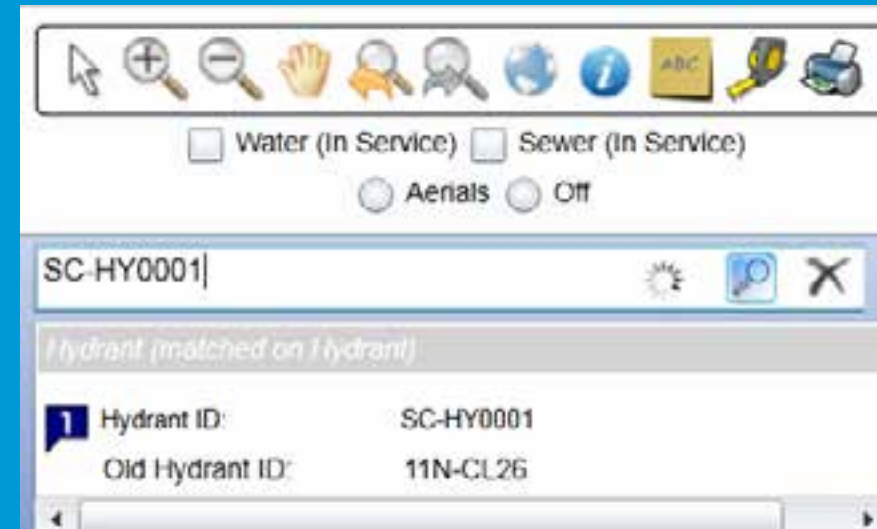 ABC
Water (In Service) Sewer (In Service)
Aerials Off
SC-HY0001
Hydrant (matched on Hydrant)
1 Hydrant ID: SC-HY0001
Old Hydrant ID: 11N-CL26